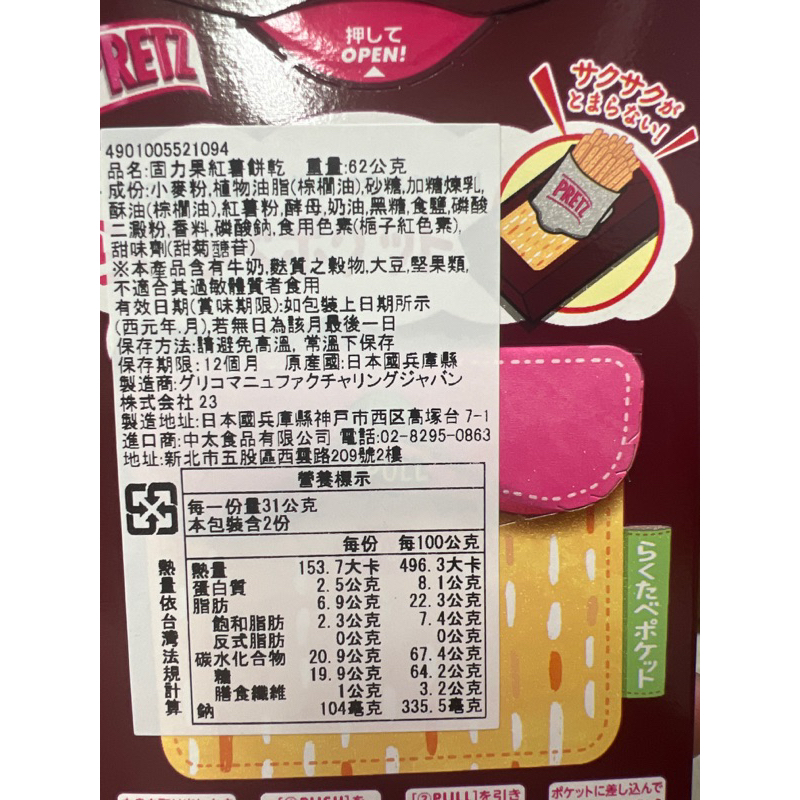 押して
OPEN!
PRETZ
サクサクが
とまらない!
PRETZ
4901005521094
品名:固力果紅薯餅乾 重量:62公克
成份:小麥粉,植物油脂(棕櫚油),砂糖,加糖煉乳,
酥油(棕櫚油),紅薯粉,酵母,奶油,黑糖,食鹽,磷酸
二澱粉,香料,磷酸鈉,食用色素(梔子紅色素),
甜味劑(甜菊醣苷)
※本產品含有牛奶,麩質之穀物,大豆,堅果類,
不適合其過敏體質者食用
有效日期(賞味期限):如包裝上日期所示
(西元年.月),若無日為該月最後一日
保存方法:請避免高溫, 常溫下保存
保存期限:12個月 原產國:日本國兵庫縣
製造商:グリコマニュファクチャリングジャパン
株式会社 23
製造地址:日本國兵庫縣神戸市西区高塚台 7-1
進口商:中太食品有限公司 電話:02-8295-0863
地址:新北市五股區西雲路209號2樓
營養標示
每一份量31公克
本包裝含2份
每份 每100公克
熱量 153.7大卡 496.3大卡
蛋白質 2.5公克 8.1公克
脂肪 6.9公克 22.3公克
飽和脂肪 2.3公克 7.4公克
反式脂肪 0公克 0公克
碳水化合物 20.9公克 67.4公克
糖 19.9公克 64.2公克
膳食纖維 1公克 3.2公克
鈉 104毫克 335.5毫克
熱量依台灣法規計算
PULL
らくたべポケット
[②PULL]を引き
ポケットに差し込んで